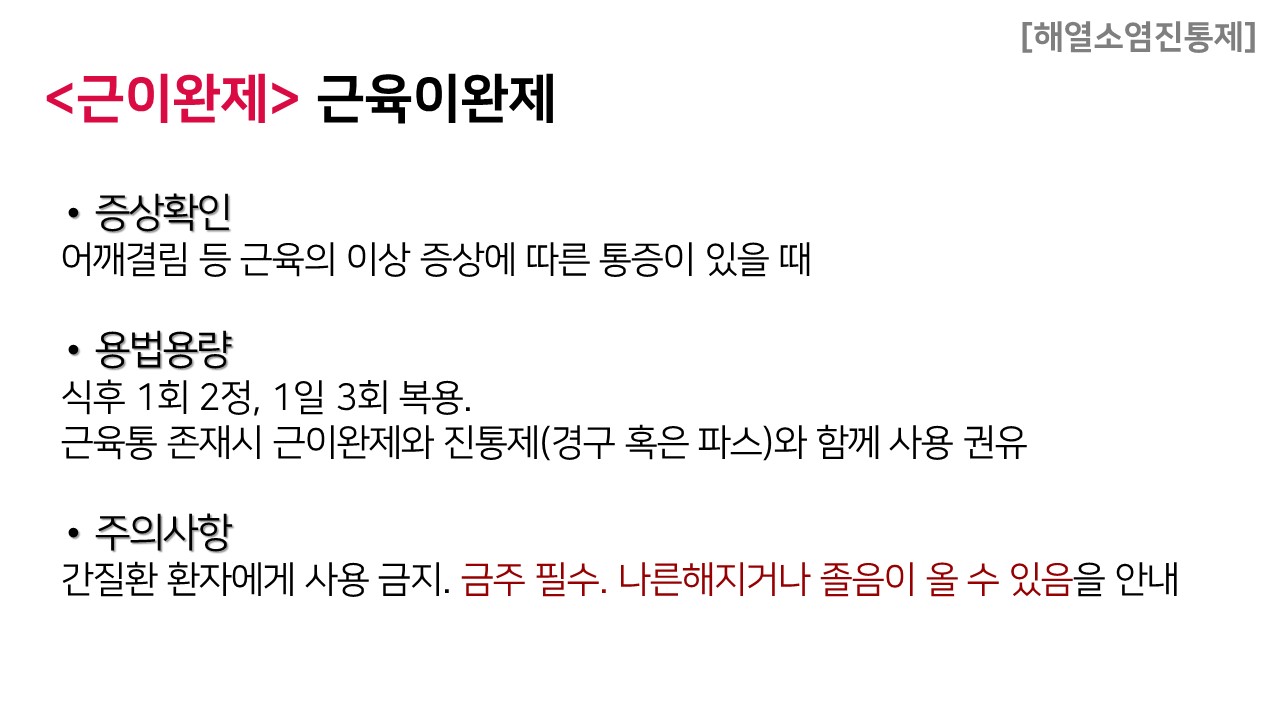 [해열소염진통제]
<근이완제> 근육이완제
• 증상확인
어깨결림 등 근육의 이상 증상에 따른 통증이 있을 때
• 용법용량
식후 1회 2정, 1일 3회 복용.
근육통 존재시 근이완제와 진통제(경구 혹은 파스)와 함께 사용 권유
• 주의사항
간질환 환자에게 사용 금지. 금주 필수. 나른해지거나 졸음이 올 수 있음을 안내